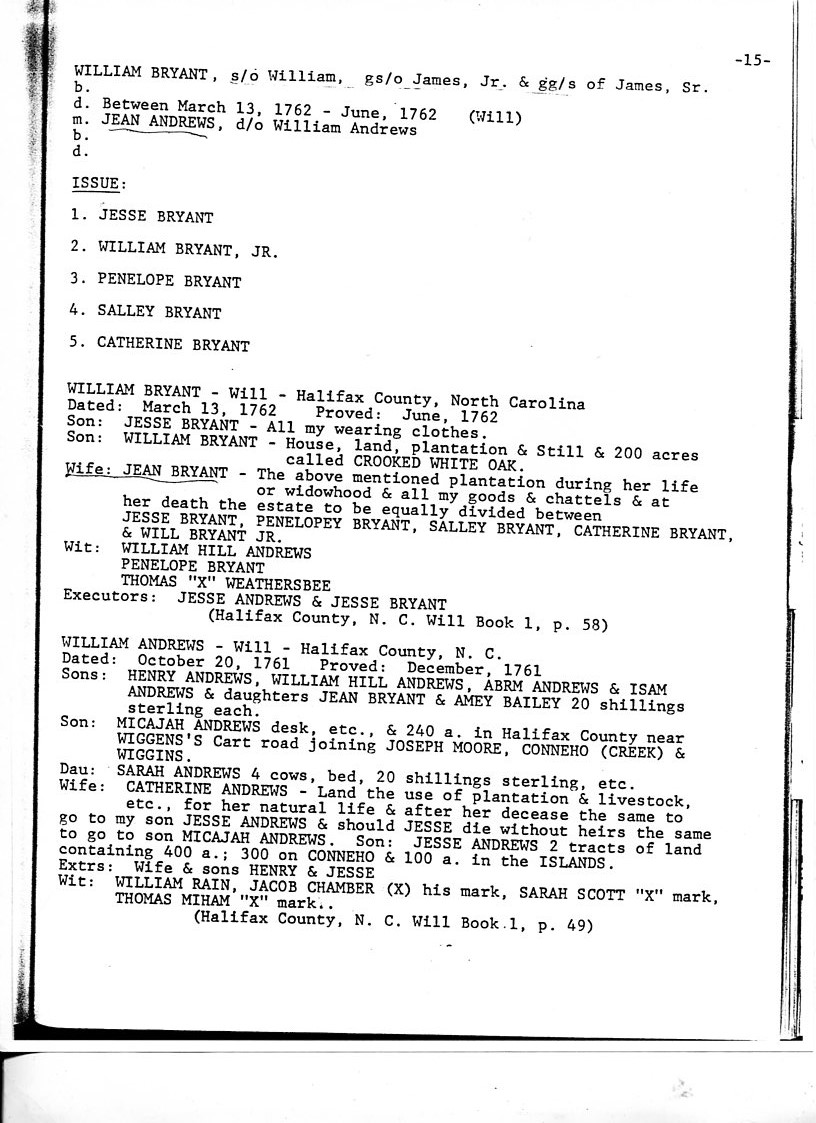 -15-
WILLIAM BRYANT, s/o William, gs/o James, Jr. & gg/s of James, Sr.
b.
d. Between March 13, 1762 - June, 1762 (Will)
m. JEAN ANDREWS, d/o William Andrews
b.
d.
ISSUE:
1. JESSE BRYANT
2. WILLIAM BRYANT, JR.
3. PENELOPE BRYANT
4. SALLEY BRYANT
5. CATHERINE BRYANT
WILLIAM BRYANT - Will - Halifax County, North Carolina
Dated: March 13, 1762 Proved: June, 1762
Son: JESSE BRYANT - All my wearing clothes.
Son: WILLIAM BRYANT - House, land, plantation & Still & 200 acres
called CROOKED WHITE OAK.
Wife: JEAN BRYANT - The above mentioned plantation during her life
or widowhood & all my goods & chattels & at
her death the estate to be equally divided between
JESSE BRYANT, PENELOPEY BRYANT, SALLEY BRYANT, CATHERINE BRYANT,
& WILL BRYANT JR.
Wit: WILLIAM HILL ANDREWS
PENELOPE BRYANT
THOMAS "X" WEATHERSBEE
Executors: JESSE ANDREWS & JESSE BRYANT
(Halifax County, N. C. Will Book 1, p. 58)
WILLIAM ANDREWS - Will - Halifax County, N. C.
Dated: October 20, 1761 Proved: December, 1761
Sons: HENRY ANDREWS, WILLIAM HILL ANDREWS, ABRM ANDREWS & ISAM
ANDREWS & daughters JEAN BRYANT & AMEY BAILEY 20 shillings
sterling each.
Son: MICAJAH ANDREWS desk, etc., & 240 a. in Halifax County near
WIGGENS'S Cart road joining JOSEPH MOORE, CONNEHO (CREEK) &
WIGGINS.
Dau: SARAH ANDREWS 4 cows, bed, 20 shillings sterling, etc.
Wife: CATHERINE ANDREWS - Land the use of plantation & livestock,
etc., for her natural life & after her decease the same to
go to my son JESSE ANDREWS & should JESSE die without heirs the same
to go to son MICAJAH ANDREWS. Son: JESSE ANDREWS 2 tracts of land
containing 400 a.; 300 on CONNEHO & 100 a. in the ISLANDS.
Extrs: Wife & sons HENRY & JESSE
Wit: WILLIAM RAIN, JACOB CHAMBER (X) his mark, SARAH SCOTT "X" mark,
THOMAS MIHAM "X" mark..
(Halifax County, N. C. Will Book 1, p. 49)